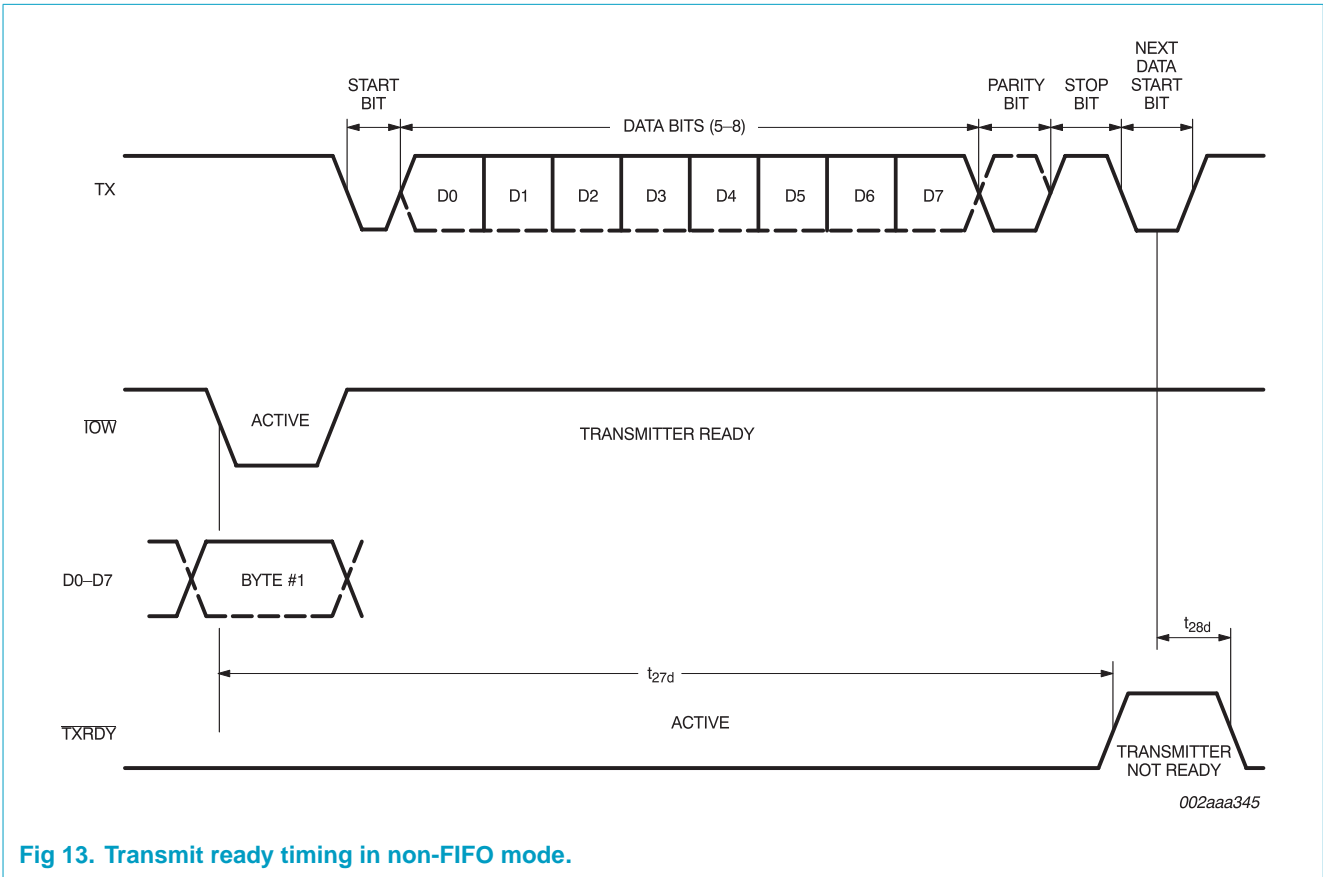 START
BIT
DATA BITS (5–8)
PARITY
BIT
STOP
BIT
NEXT
DATA
START
BIT
TX
D0
D1
D2
D3
D4
D5
D6
D7
IOW
ACTIVE
TRANSMITTER READY
D0–D7
BYTE #1
t28d
t27d
TXRDY
ACTIVE
TRANSMITTER
NOT READY
002aaa345
Fig 13. Transmit ready timing in non-FIFO mode.